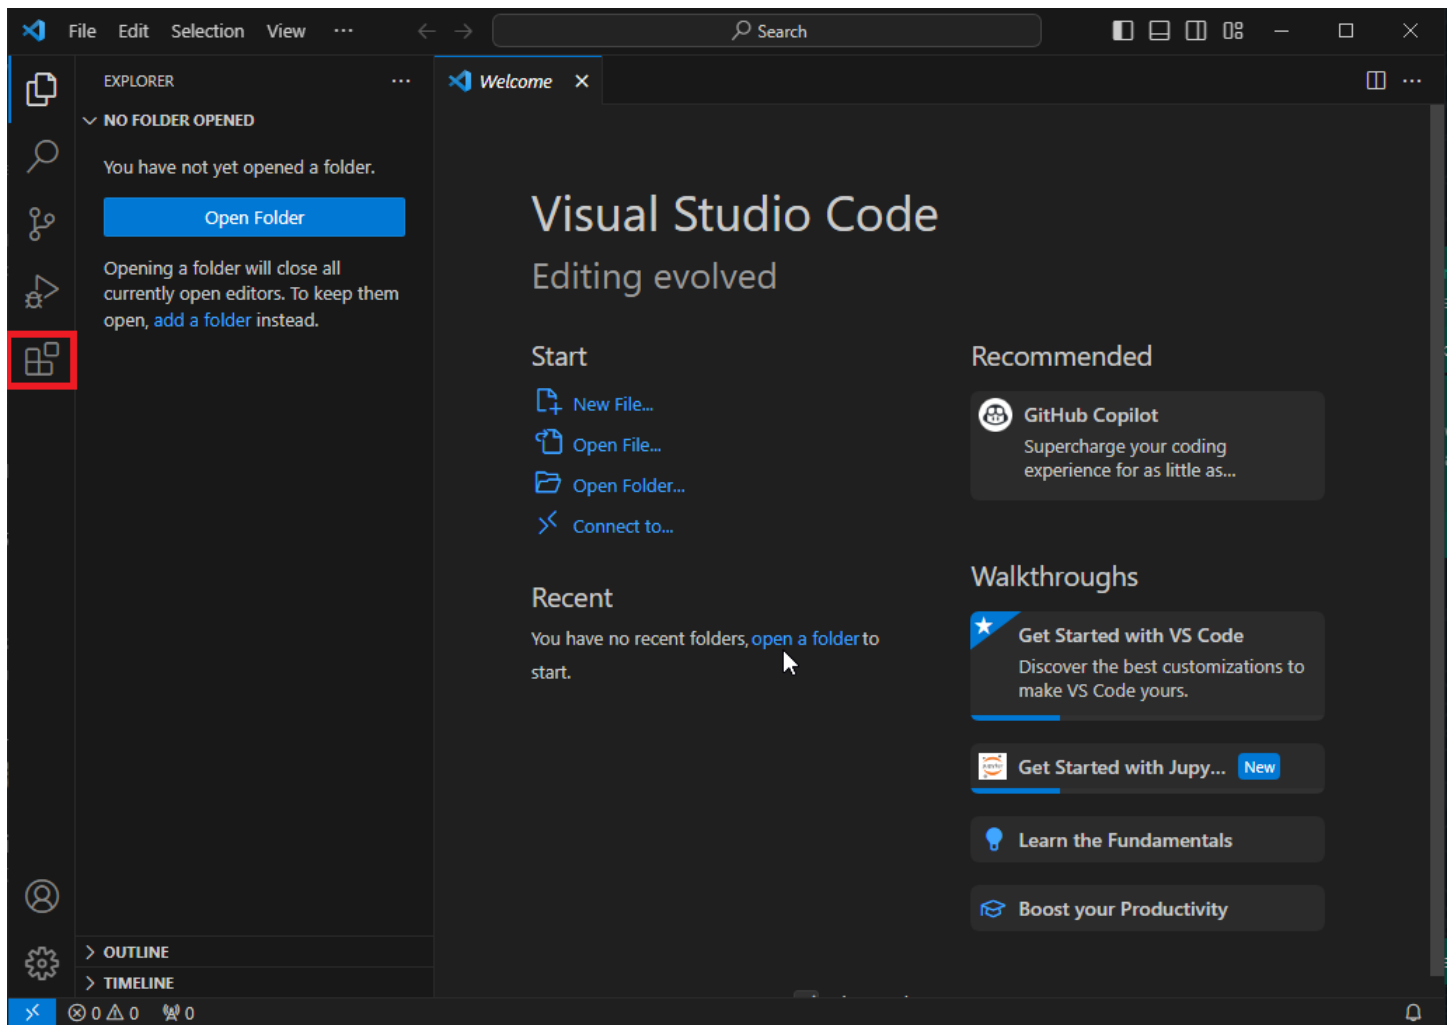 File Edit Selection View ···
Search
EXPLORER ···
Welcome
NO FOLDER OPENED
You have not yet opened a folder.
Open Folder
Opening a folder will close all
currently open editors. To keep them
open, add a folder instead.
Visual Studio Code
Editing evolved
Start
New File...
Open File...
Open Folder...
Connect to...
Recent
You have no recent folders, open a folder to
start.
Recommended
GitHub Copilot
Supercharge your coding
experience for as little as...
Walkthroughs
Get Started with VS Code
Discover the best customizations to
make VS Code yours.
Get Started with Jupy... New
Learn the Fundamentals
Boost your Productivity
OUTLINE
TIMELINE
0 0 0